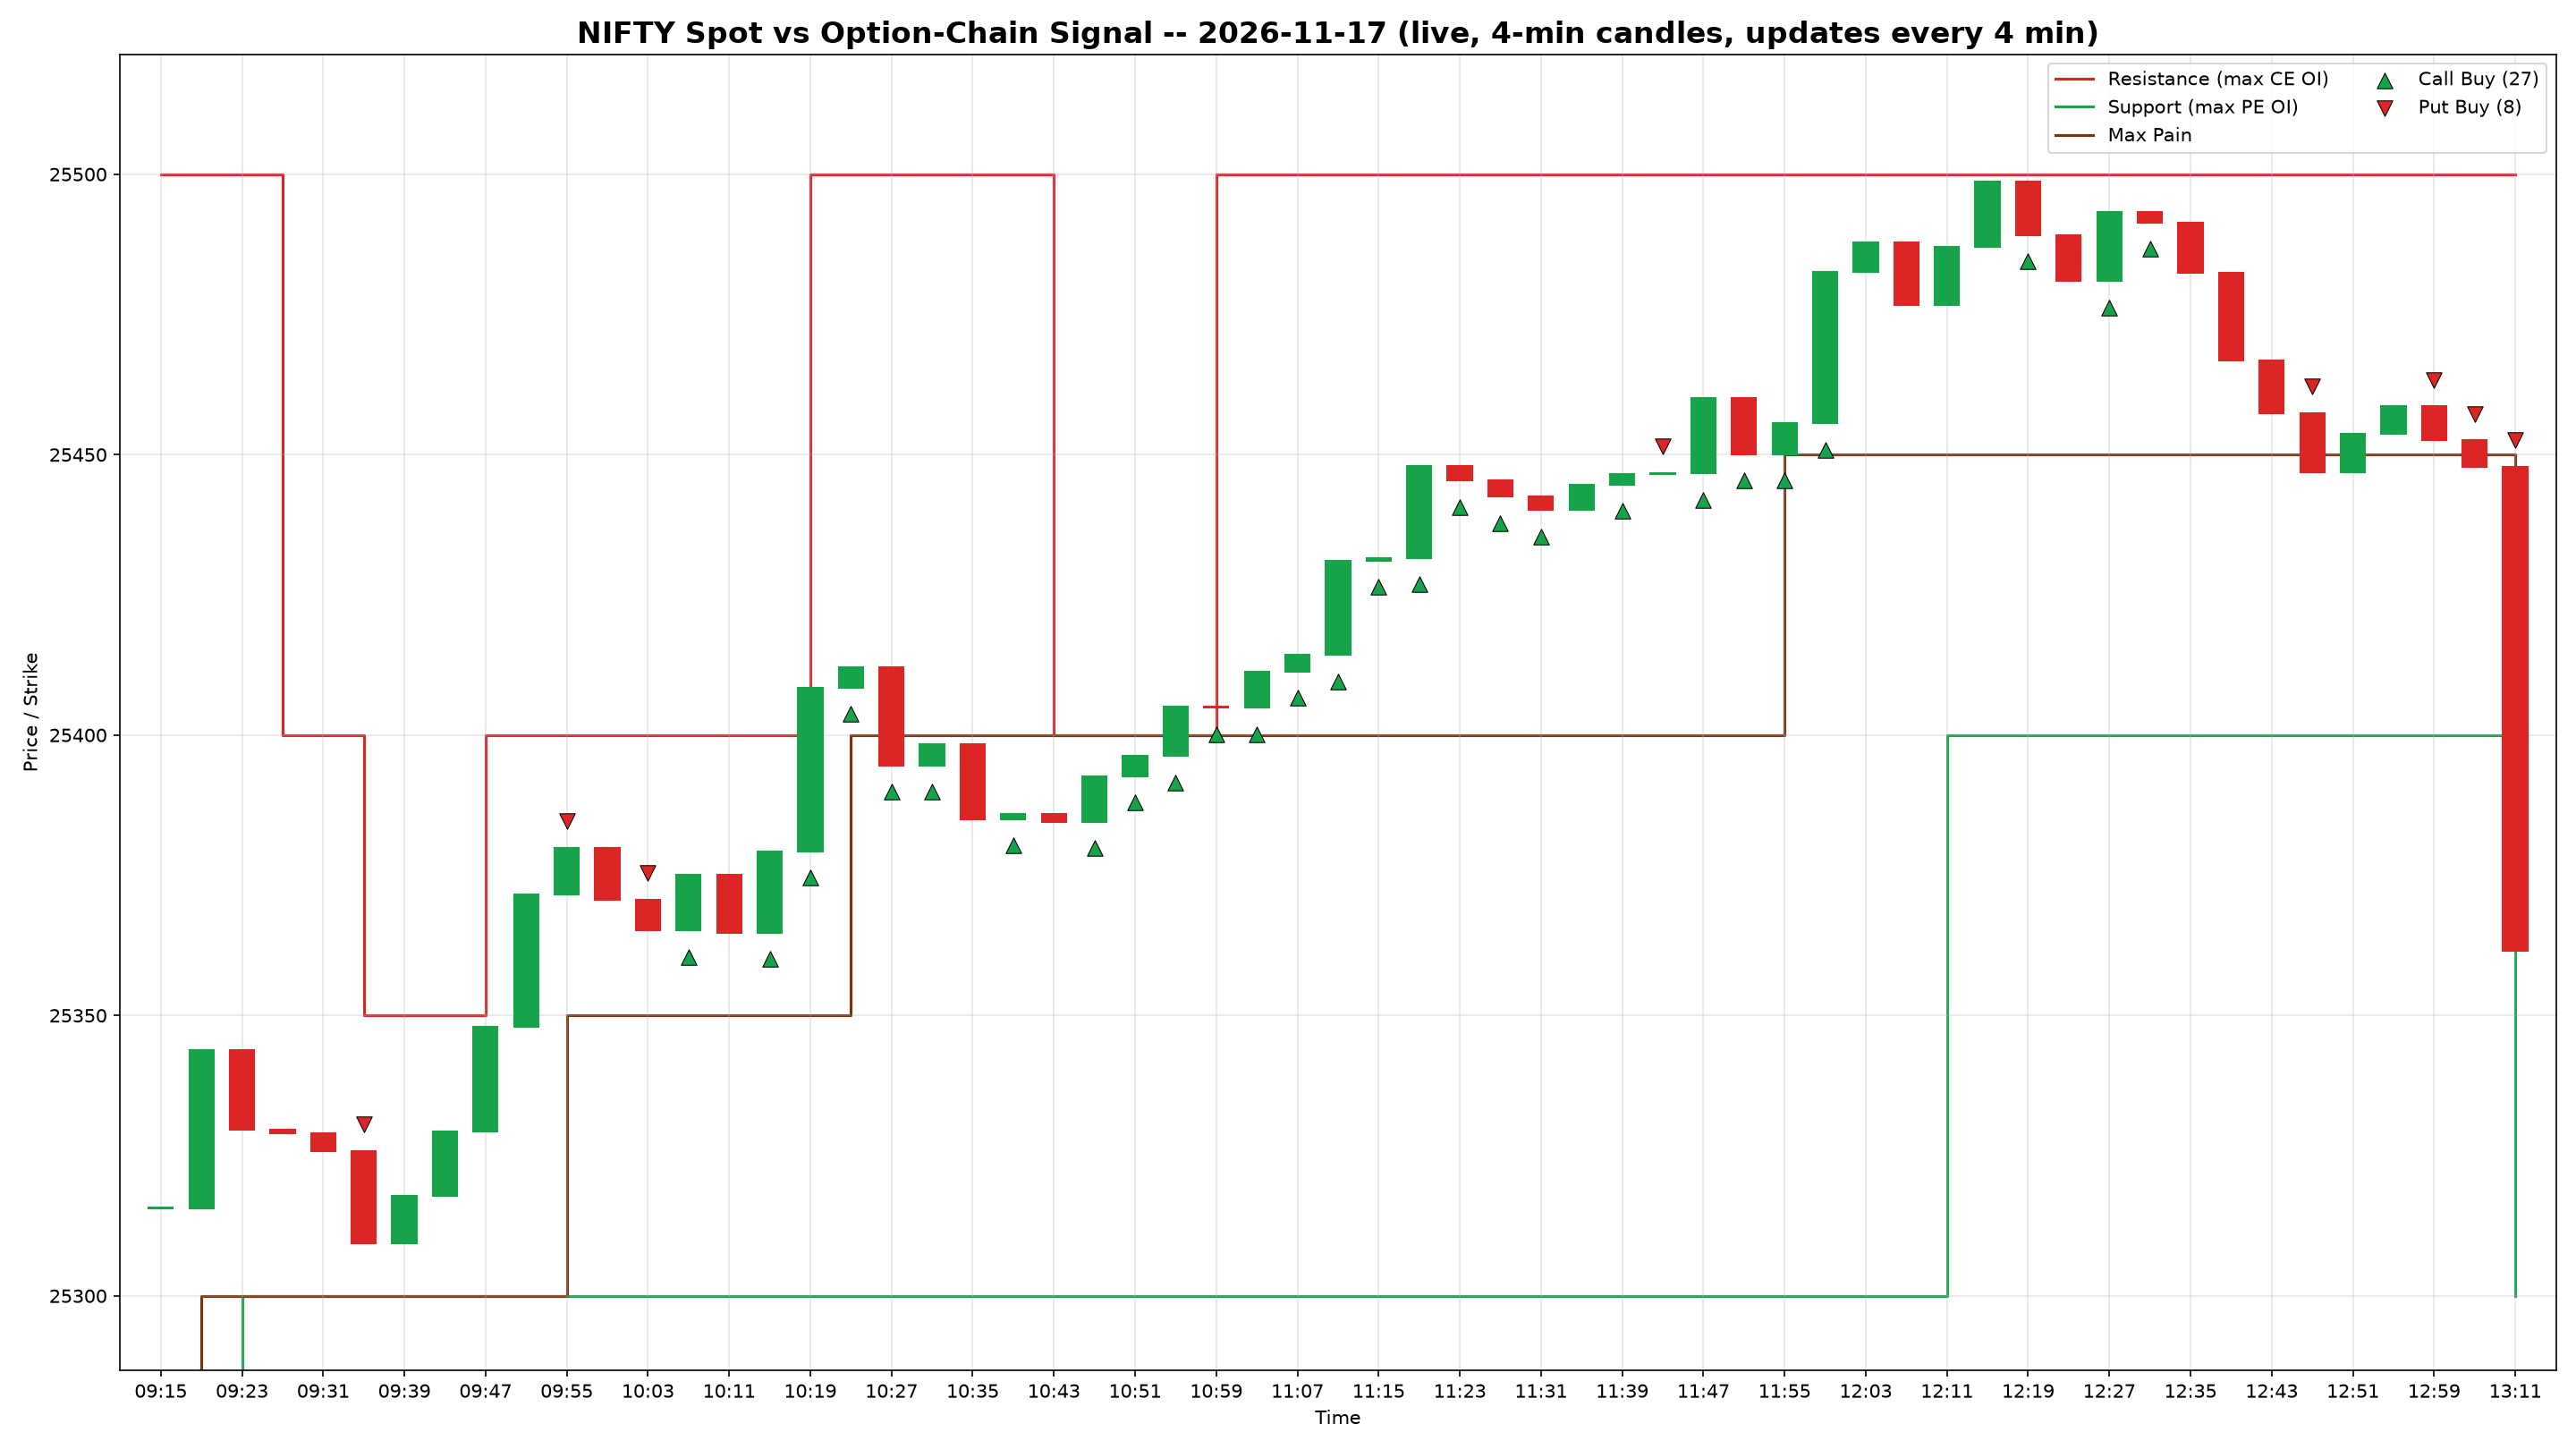 NIFTY Spot vs Option-Chain Signal -- 2026-11-17 (live, 4-min candles, updates every 4 min)
Resistance (max CE OI)
Support (max PE OI)
Max Pain
Call Buy (27)
Put Buy (8)
Price / Strike
25500
25450
25400
25350
25300
09:15 09:23 09:31 09:39 09:47 09:55 10:03 10:11 10:19 10:27 10:35 10:43 10:51 10:59 11:07 11:15 11:23 11:31 11:39 11:47 11:55 12:03 12:11 12:19 12:27 12:35 12:43 12:51 12:59 13:11
Time